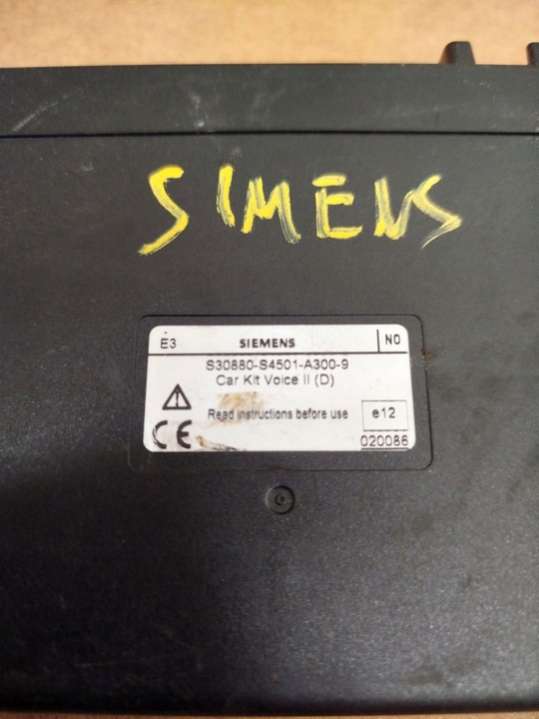 SIMENS
E3 SIEMENS NO
S30880-S4501-A300-9
Car Kit Voice II (D)
Read instructions before use e12
CE 020086